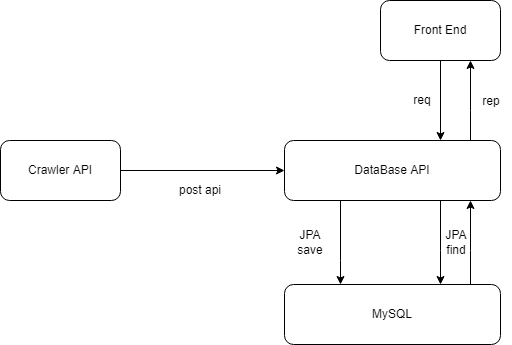 Front End
req
rep
Crawler API
post api
DataBase API
JPA
save
JPA
find
MySQL